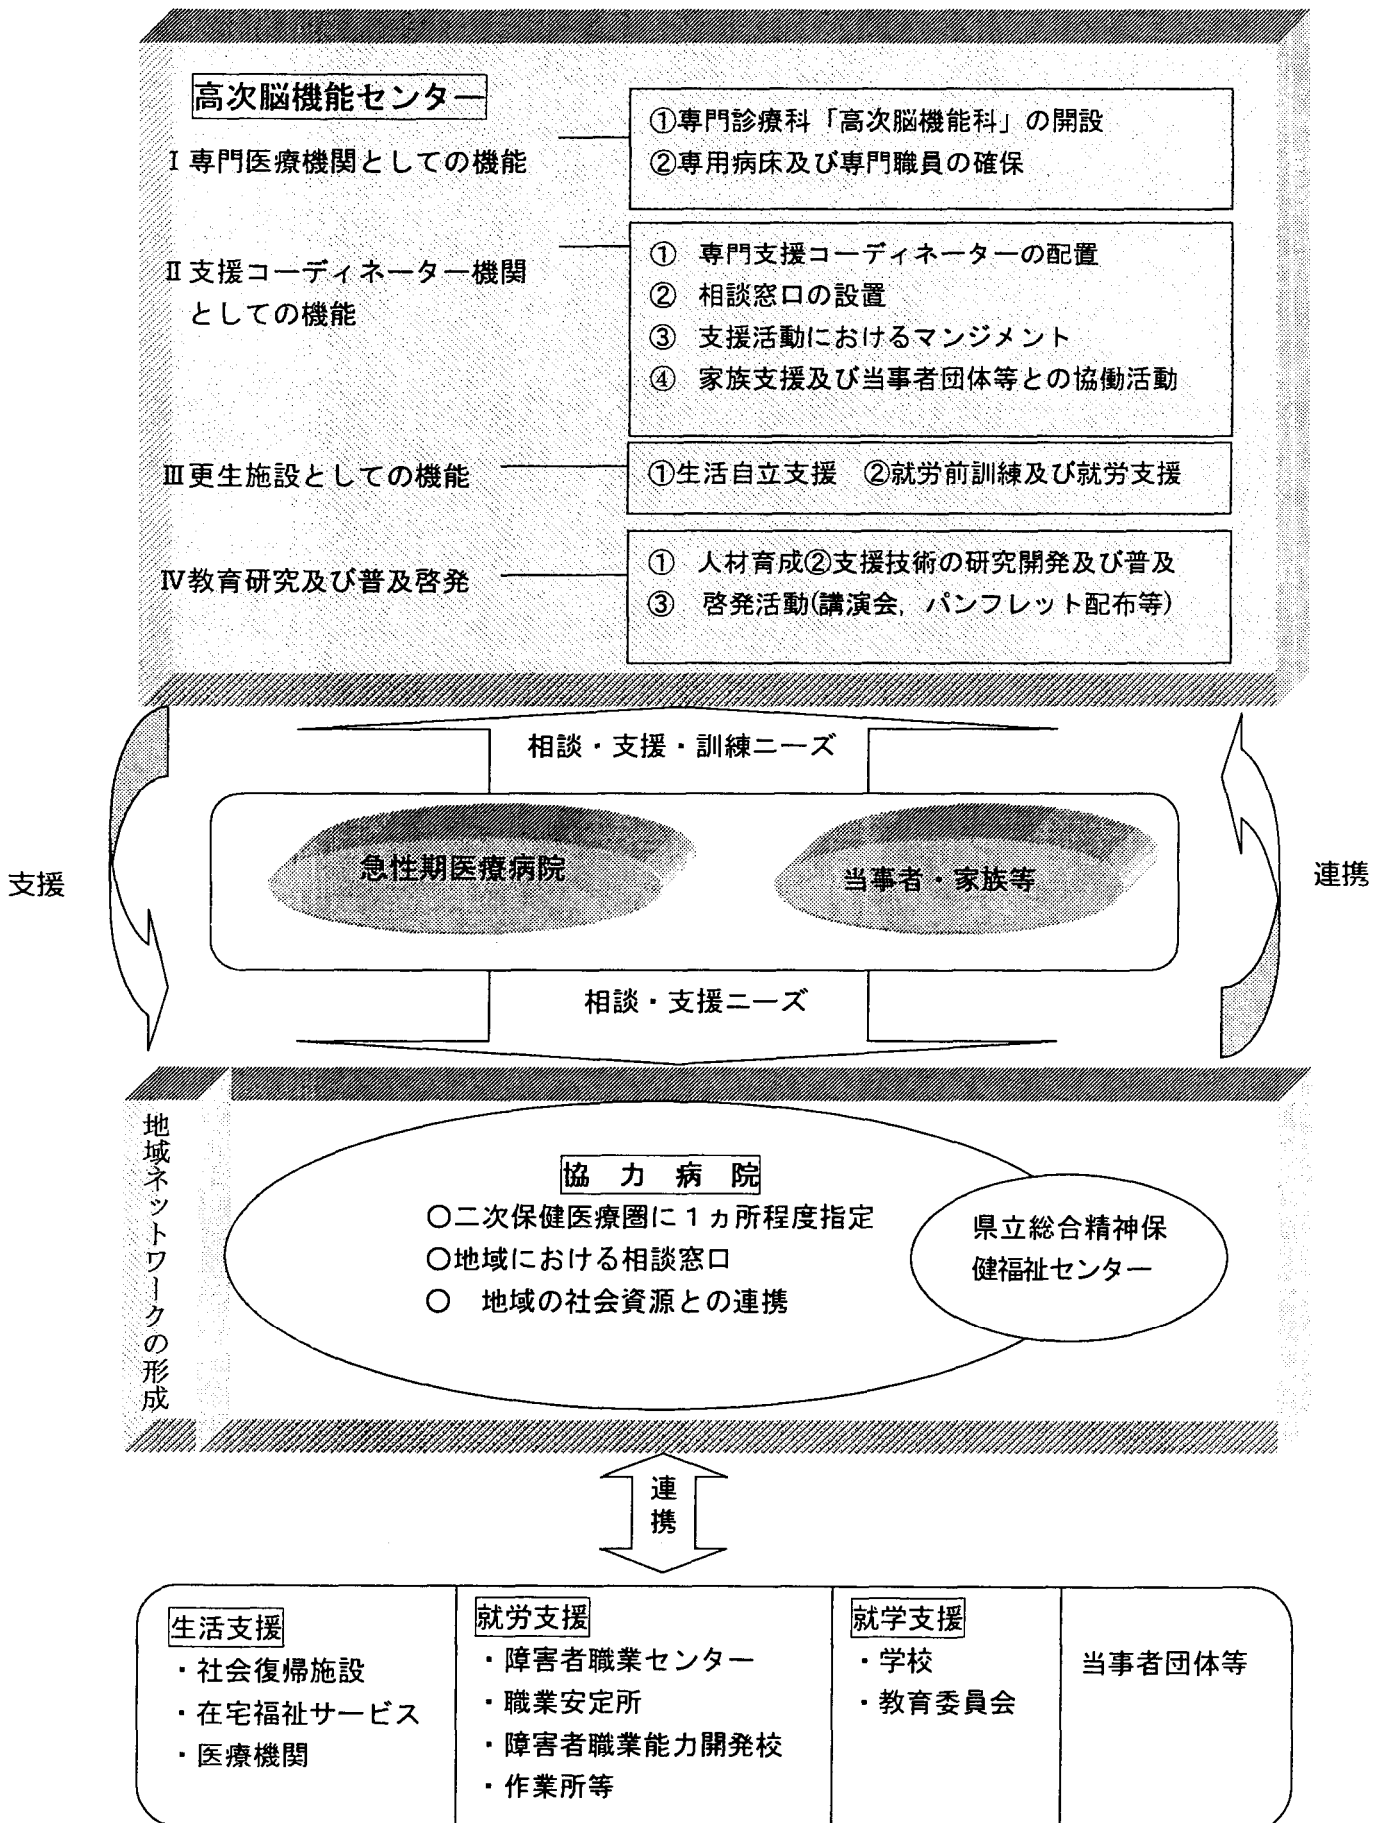 高次脳機能センター
Ⅰ 専門医療機関としての機能
①専門診療科「高次脳機能科」の開設
②専用病床及び専門職員の確保
Ⅱ 支援コーディネーター機関
としての機能
① 専門支援コーディネーターの配置
② 相談窓口の設置
③ 支援活動におけるマンジメント
④ 家族支援及び当事者団体等との協働活動
Ⅲ更生施設としての機能
①生活自立支援 ②就労前訓練及び就労支援
Ⅳ教育研究及び普及啓発
① 人材育成②支援技術の研究開発及び普及
③ 啓発活動(講演会, パンフレット配布等)
相談・支援・訓練ニーズ
急性期医療病院
当事者・家族等
支援
連携
相談・支援ニーズ
地域ネットワークの形成
協力病院
○二次保健医療圏に1ヵ所程度指定
○地域における相談窓口
○ 地域の社会資源との連携
県立総合精神保
健福祉センター
連携
生活支援
・社会復帰施設
・在宅福祉サービス
・医療機関
就労支援
・障害者職業センター
・職業安定所
・障害者職業能力開発校
・作業所等
就学支援
・学校
・教育委員会
当事者団体等